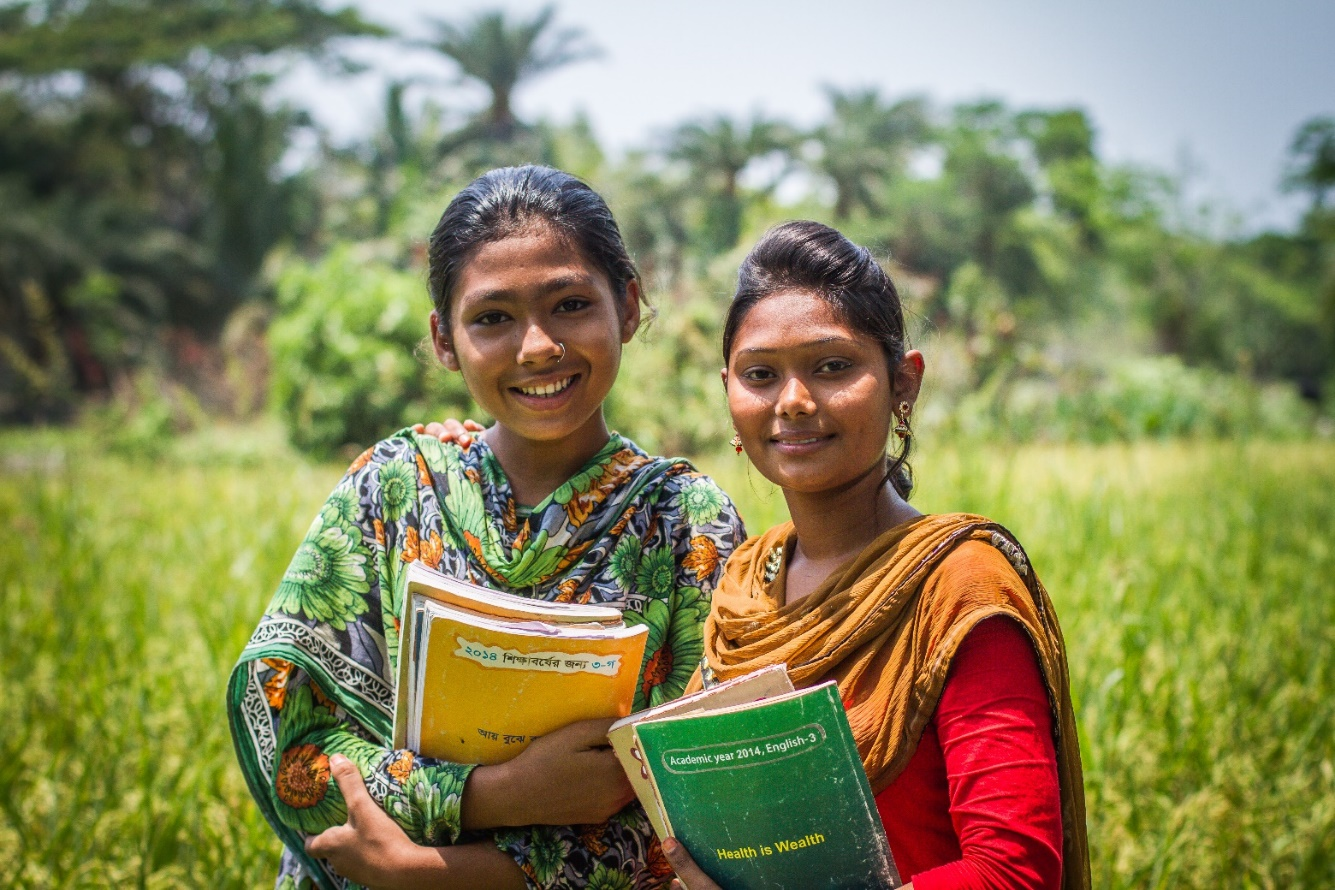 ২০১৪ শিক্ষাবর্ষের জন্য ৩-গ
আয় বুঝে
Academic year 2014, English-3
Health is Wealth